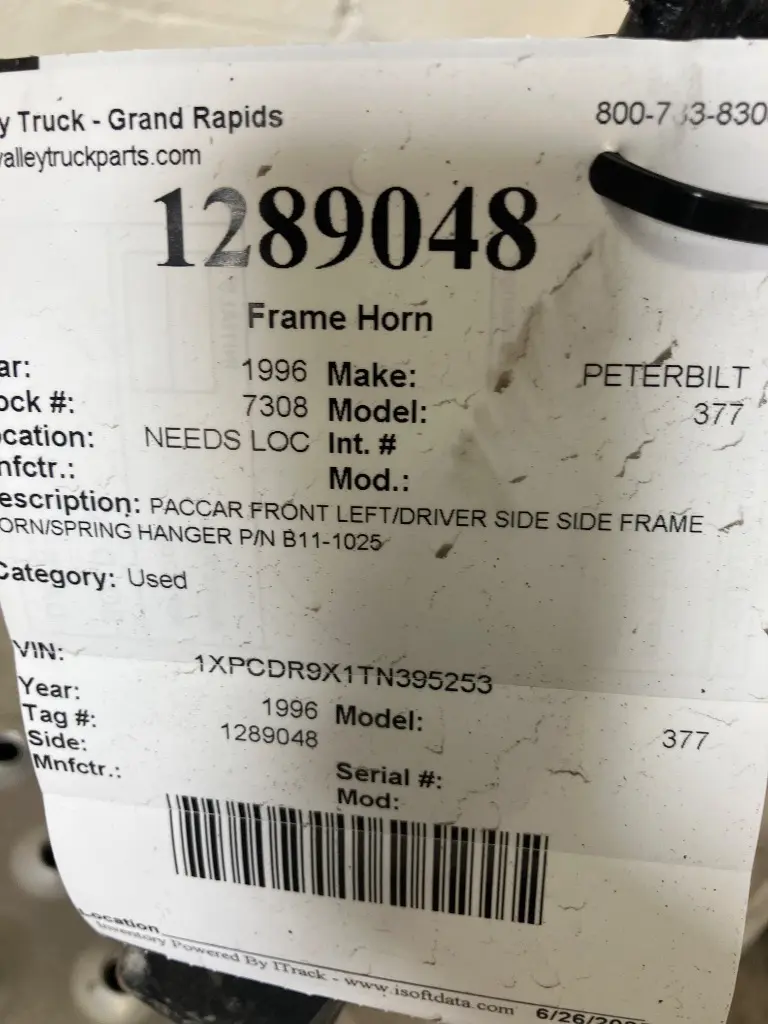 y Truck - Grand Rapids 800-7 3-830
alleytruckparts.com
1289048
Frame Horn
ar: 1996 Make: PETERBILT
ock #: 7308 Model: 377
cation: NEEDS LOC Int. #
nfctr.: Mod.:
escription: PACCAR FRONT LEFT/DRIVER SIDE SIDE FRAME
ORN/SPRING HANGER P/N B11-1025
Category: Used
VIN: 1XPCDR9X1TN395253
Year: 1996 Model: 377
Tag #: 1289048
Side: Serial #:
Mnfctr.: Mod:
Location
Inventory Powered By ITrack - www.isoftdata.com 6/26/20